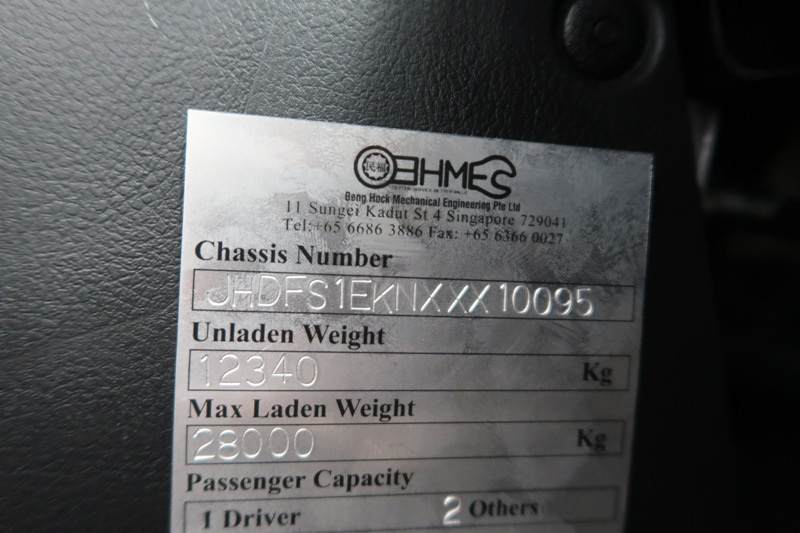 BHMES
Beng Hock Mechanical Engineering Pte Ltd
11 Sungei Kadut St 4 Singapore 729041
Tel:+65 6686 3886 Fax: +65 6366 0027
Chassis Number
JHDFS1EKNXXX10095
Unladen Weight
12340 Kg
Max Laden Weight
28000 Kg
Passenger Capacity
1 Driver 2 Others